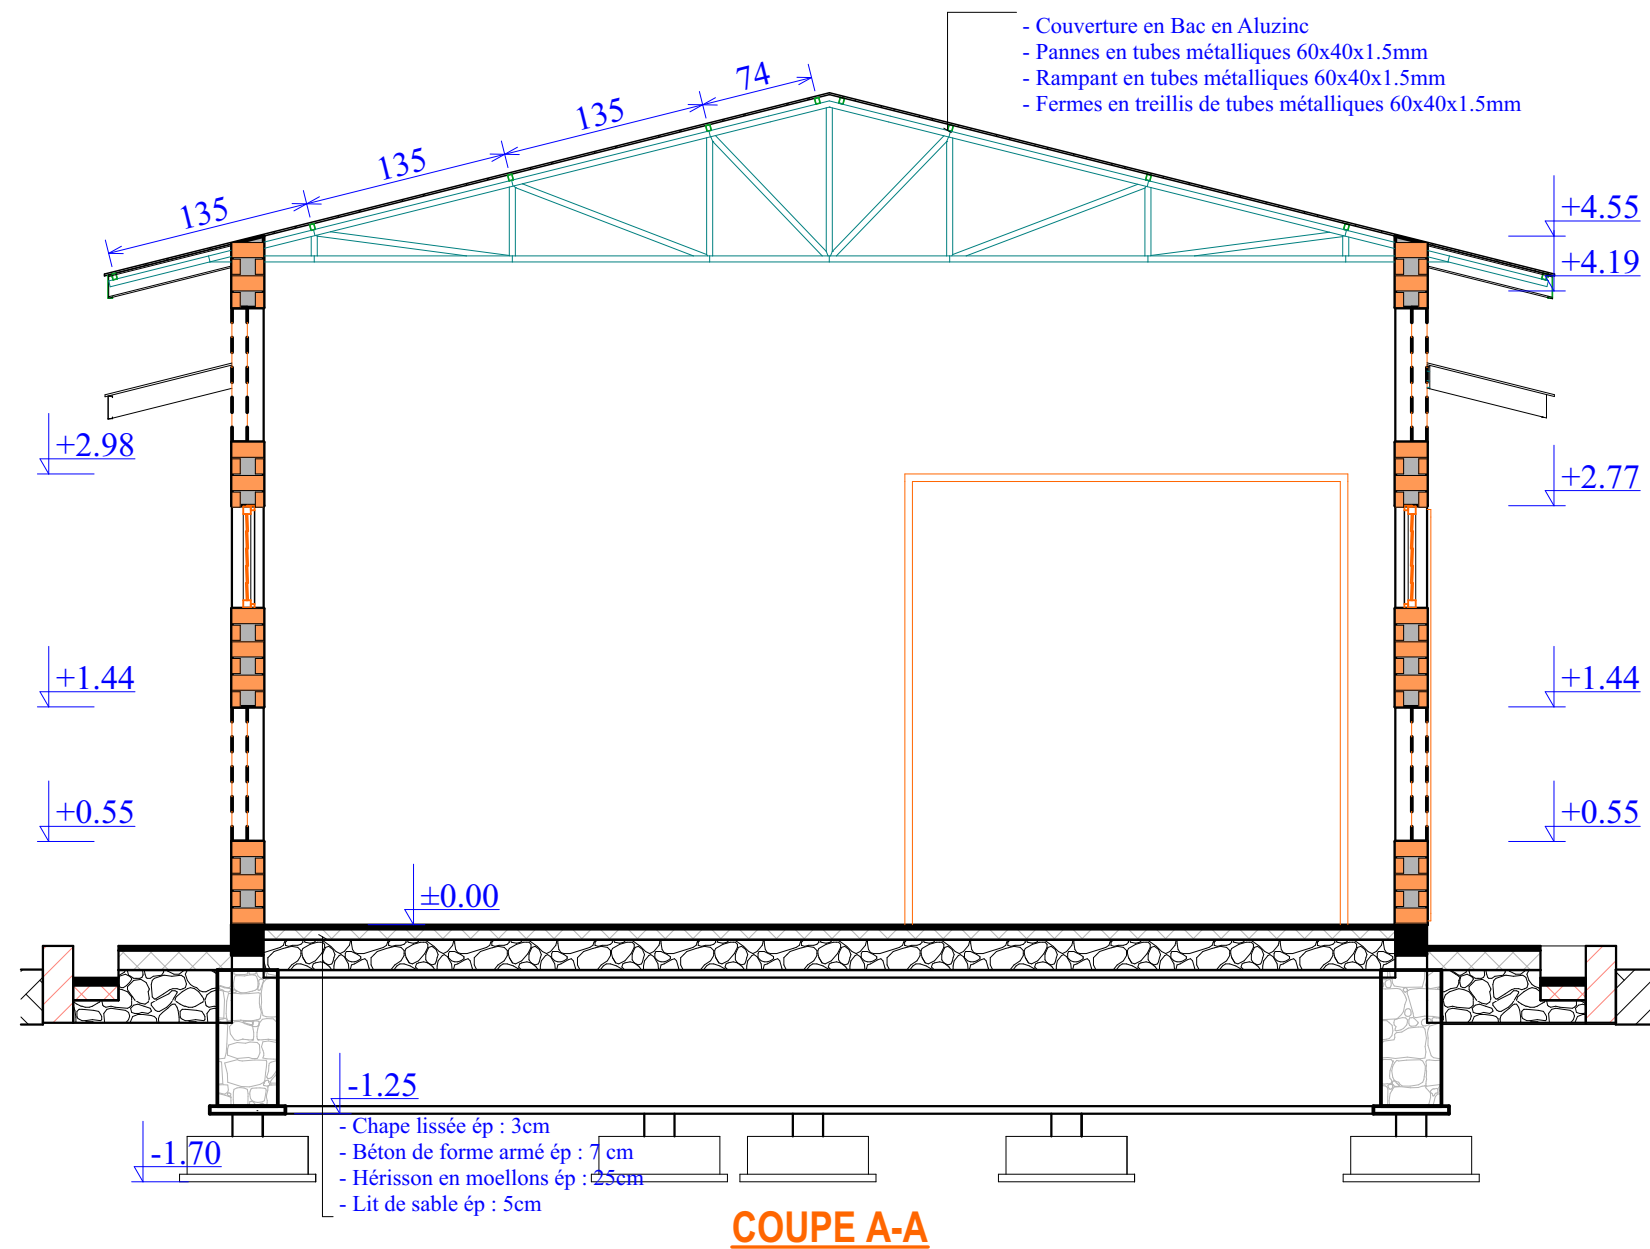 - Couverture en Bac en Aluzinc
- Pannes en tubes métalliques 60x40x1.5mm
- Rampant en tubes métalliques 60x40x1.5mm
- Fermes en treillis de tubes métalliques 60x40x1.5mm
74
135
135
135
+4.55
+4.19
+2.98
+2.77
+1.44
+1.44
+0.55
+0.55
±0.00
-1.25
- Chape lissée ép : 3cm
- Béton de forme armé ép : 7 cm
-1.70
- Hérisson en moellons ép : 25cm
- Lit de sable ép : 5cm
COUPE A-A